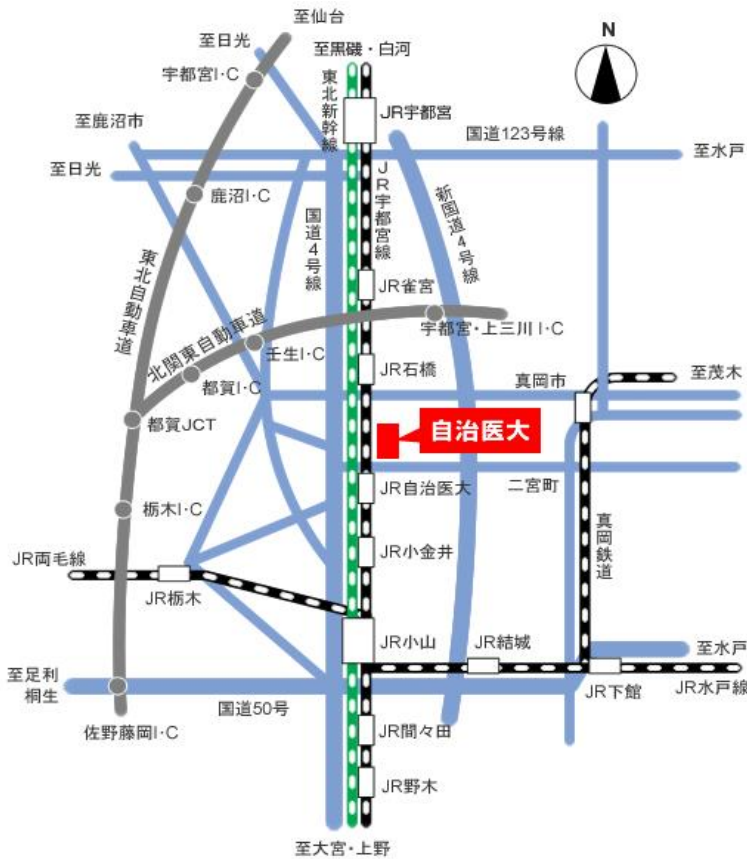 至仙台
至日光
至黒磯・白河
N
宇都宮I・C
東北新幹線
JR宇都宮
至鹿沼市
国道123号線
至水戸
至日光
鹿沼I・C
国道4号線
JR宇都宮線
新国道4号線
東北自動車道
JR雀宮
北関東自動車道
宇都宮・上三川 I・C
壬生I・C
都賀I・C
JR石橋
真岡市
至茂木
都賀JCT
自治医大
JR自治医大
二宮町
栃木I・C
真岡鉄道
JR両毛線
JR小金井
JR栃木
JR小山
JR結城
至水戸
至足利
桐生
国道50号
JR下館
JR水戸線
佐野藤岡I・C
JR間々田
JR野木
至大宮・上野